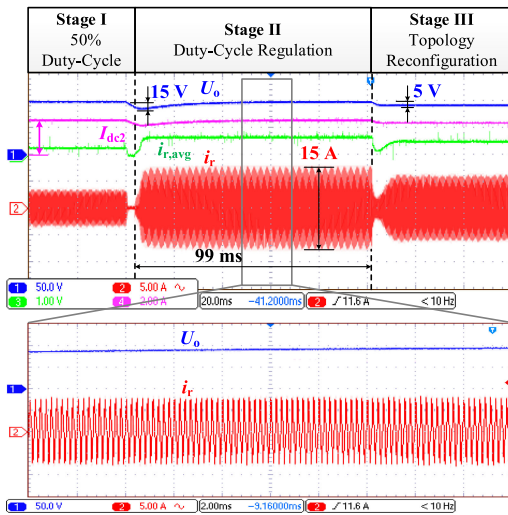 Stage I
50%
Duty-Cycle
Stage II
Duty-Cycle Regulation
Stage III
Topology
Reconfiguration
15 V
Uo
5 V
Idc2
ir,avg
ir
15 A
1
2
99 ms
1 50.0 V 2 5.00 A
3 1.00 V 4 2.00 A
20.0ms -41.2000ms 2 11.6 A < 10 Hz
Uo
1
ir
2
1 50.0 V 2 5.00 A 2.00ms -9.16000ms 2 11.6 A < 10 Hz